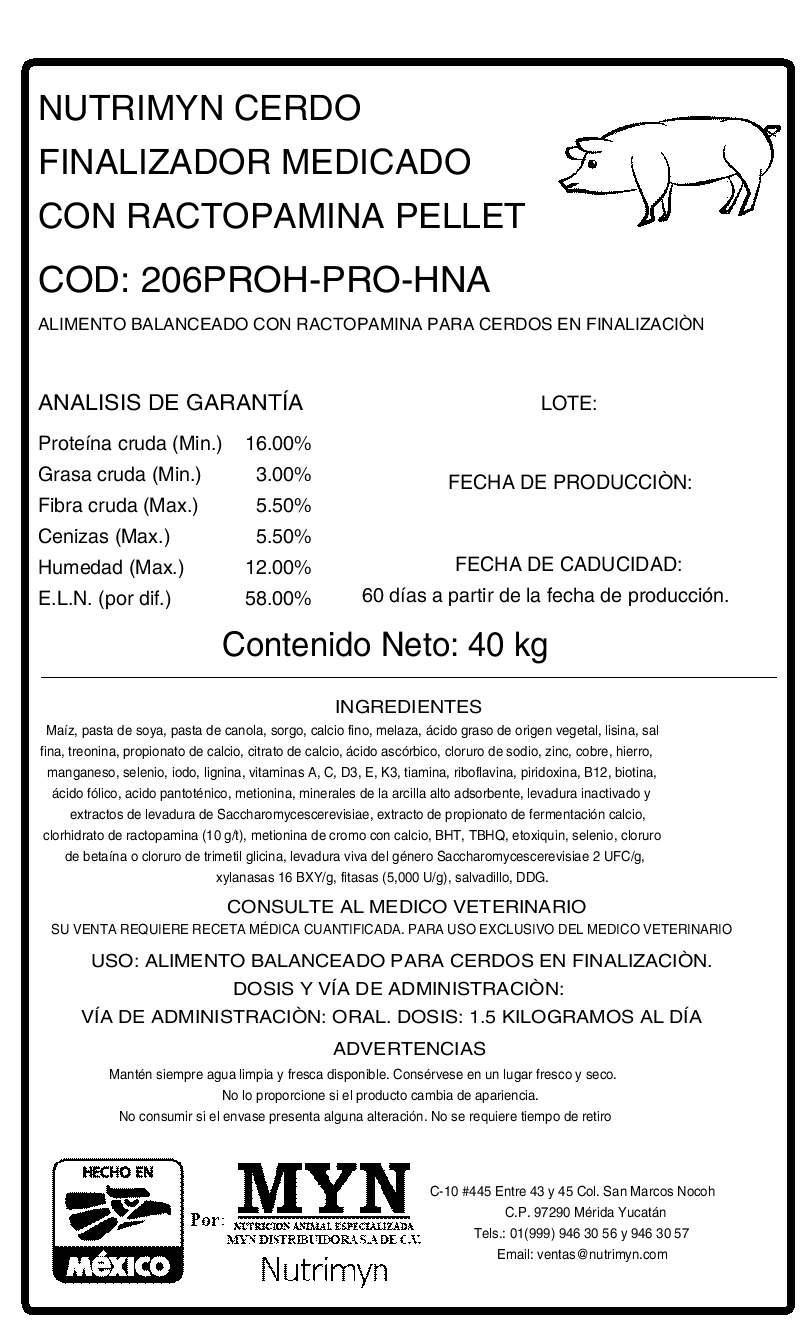 NUTRIMYN CERDO
FINALIZADOR MEDICADO
CON RACTOPAMINA PELLET
COD: 206PROH-PRO-HNA
ALIMENTO BALANCEADO CON RACTOPAMINA PARA CERDOS EN FINALIZACIÒN
ANALISIS DE GARANTÍA
Proteína cruda (Min.) 16.00%
Grasa cruda (Min.) 3.00%
Fibra cruda (Max.) 5.50%
Cenizas (Max.) 5.50%
Humedad (Max.) 12.00%
E.L.N. (por dif.) 58.00%
LOTE:
FECHA DE PRODUCCIÒN:
FECHA DE CADUCIDAD:
60 días a partir de la fecha de producción.
Contenido Neto: 40 kg
INGREDIENTES
Maíz, pasta de soya, pasta de canola, sorgo, calcio fino, melaza, ácido graso de origen vegetal, lisina, sal
fina, treonina, propionato de calcio, citrato de calcio, ácido ascórbico, cloruro de sodio, zinc, cobre, hierro,
manganeso, selenio, iodo, lignina, vitaminas A, C, D3, E, K3, tiamina, riboflavina, piridoxina, B12, biotina,
ácido fólico, acido pantoténico, metionina, minerales de la arcilla alto adsorbente, levadura inactivado y
extractos de levadura de Saccharomycescerevisiae, extracto de propionato de fermentación calcio,
clorhidrato de ractopamina (10 g/t), metionina de cromo con calcio, BHT, TBHQ, etoxiquin, selenio, cloruro
de betaína o cloruro de trimetil glicina, levadura viva del género Saccharomycescerevisiae 2 UFC/g,
xylanasas 16 BXY/g, fitasas (5,000 U/g), salvadillo, DDG.
CONSULTE AL MEDICO VETERINARIO
SU VENTA REQUIERE RECETA MÉDICA CUANTIFICADA. PARA USO EXCLUSIVO DEL MEDICO VETERINARIO
USO: ALIMENTO BALANCEADO PARA CERDOS EN FINALIZACIÒN.
DOSIS Y VÍA DE ADMINISTRACIÒN:
VÍA DE ADMINISTRACIÒN: ORAL. DOSIS: 1.5 KILOGRAMOS AL DÍA
ADVERTENCIAS
Mantén siempre agua limpia y fresca disponible. Consérvese en un lugar fresco y seco.
No lo proporcione si el producto cambia de apariencia.
No consumir si el envase presenta alguna alteración. No se requiere tiempo de retiro
HECHO EN
MéXICO
Por:
MYN
NUTRICION ANIMAL ESPECIALIZADA
MYN DISTRIBUIDORA S.A DE C.V.
Nutrimyn
C-10 #445 Entre 43 y 45 Col. San Marcos Nocoh
C.P. 97290 Mérida Yucatán
Tels.: 01(999) 946 30 56 y 946 30 57
Email: ventas@nutrimyn.com